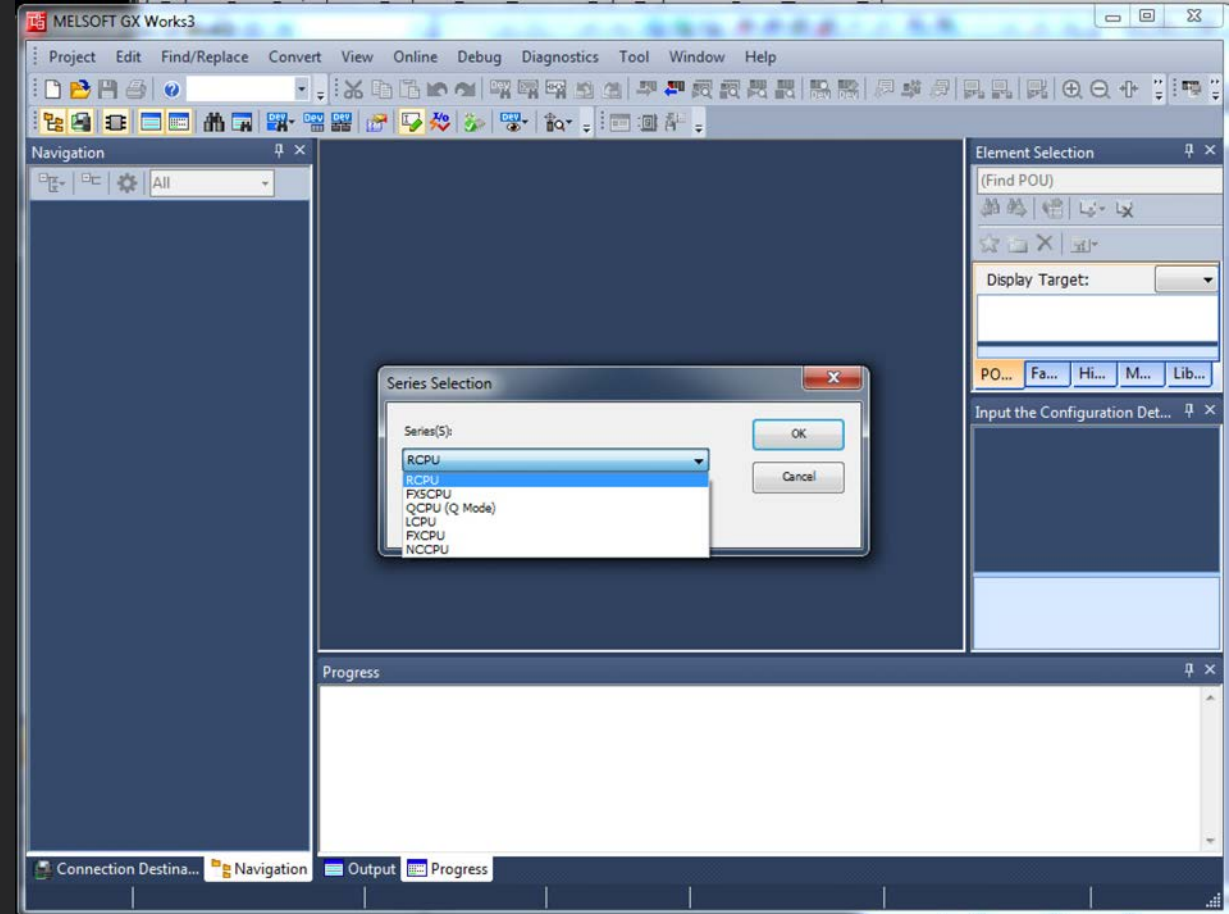 MELSOFT GX Works3
Project Edit Find/Replace Convert View Online Debug Diagnostics Tool Window Help
Navigation
All
Element Selection
(Find POU)
Display Target:
PO... Fa... Hi... M... Lib...
Input the Configuration Det...
Series Selection
Series(S):
RCPU
OK
Cancel
RCPU
FX5CPU
QCPU (Q Mode)
LCPU
FXCPU
NCCPU
Progress
Connection Destina... Navigation Output Progress